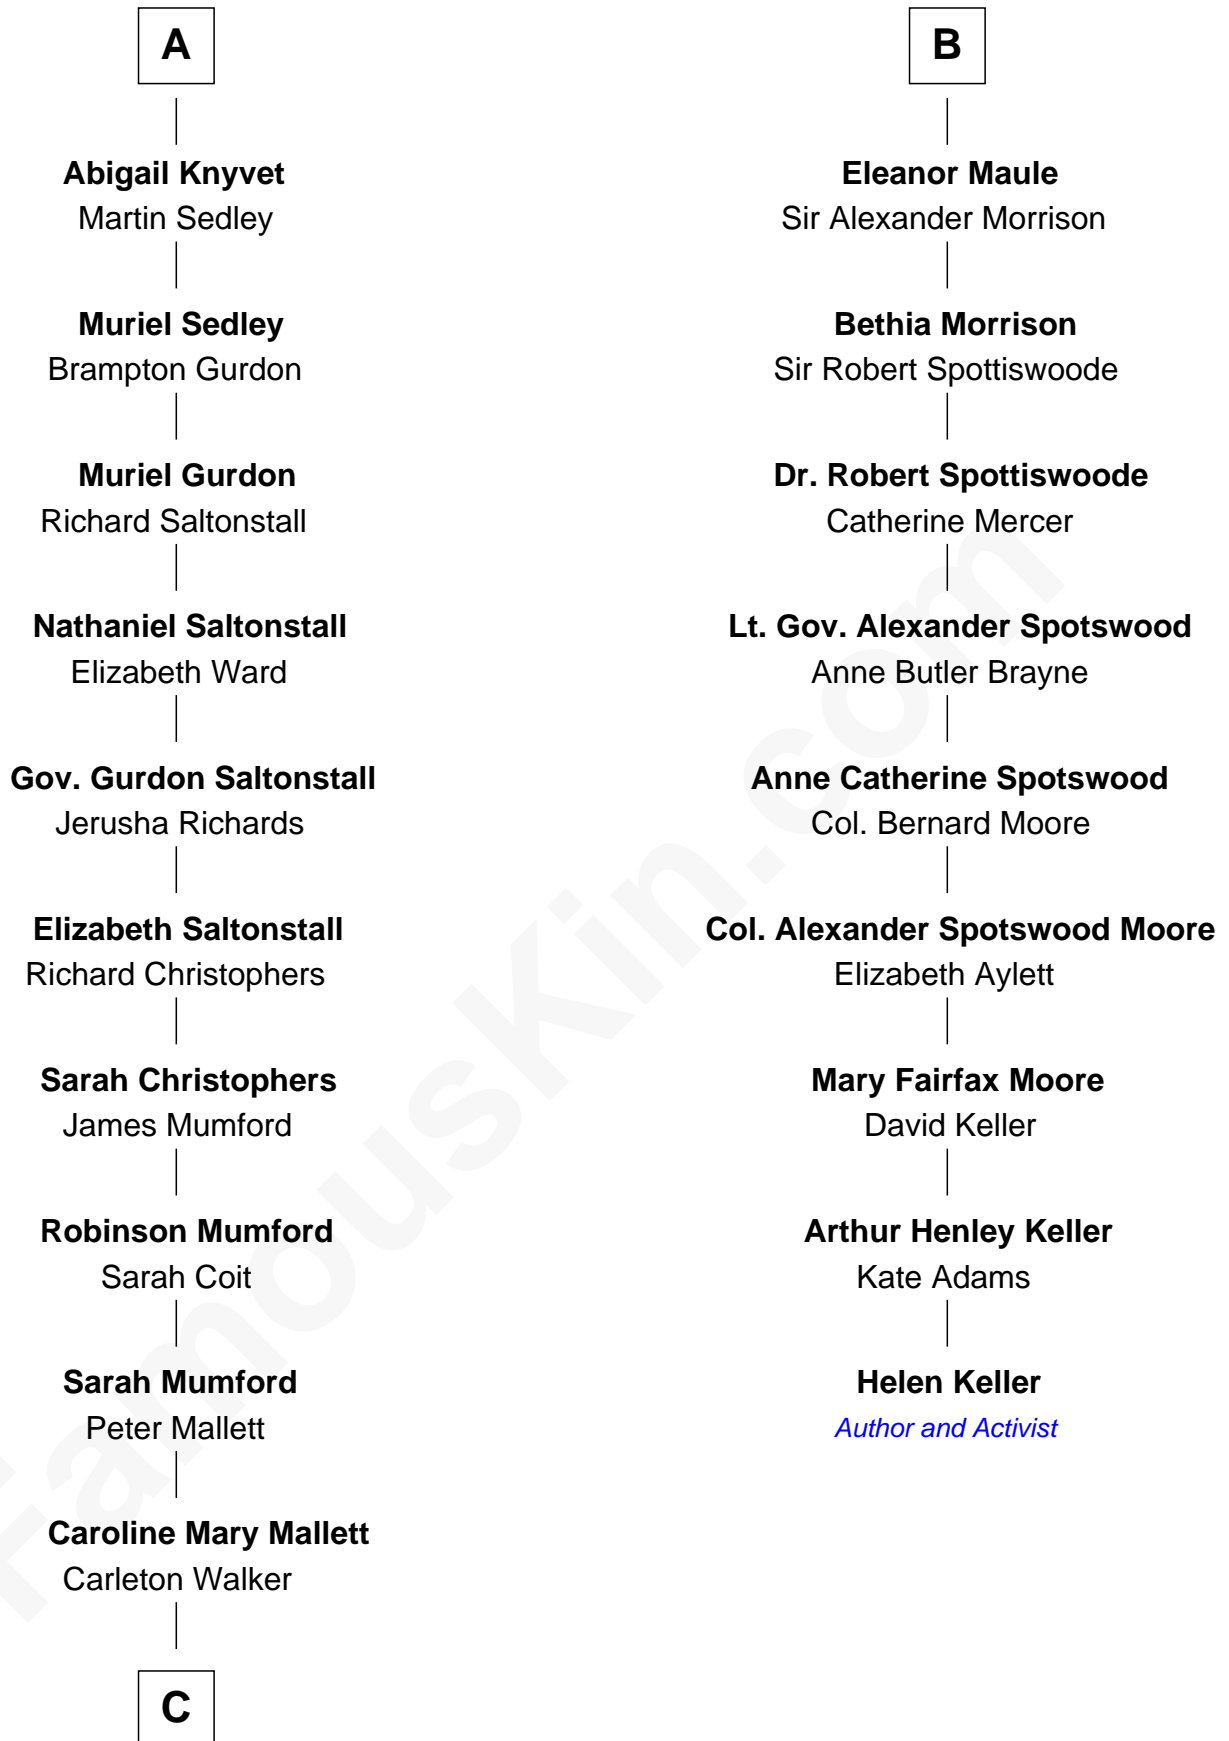 A
Abigail Knyvet
Martin Sedley
Muriel Sedley
Brampton Gurdon
Muriel Gurdon
Richard Saltonstall
Nathaniel Saltonstall
Elizabeth Ward
Gov. Gurdon Saltonstall
Jerusha Richards
Elizabeth Saltonstall
Richard Christophers
Sarah Christophers
James Mumford
Robinson Mumford
Sarah Coit
Sarah Mumford
Peter Mallett
Caroline Mary Mallett
Carleton Walker
C
B
Eleanor Maule
Sir Alexander Morrison
Bethia Morrison
Sir Robert Spottiswoode
Dr. Robert Spottiswoode
Catherine Mercer
Lt. Gov. Alexander Spotswood
Anne Butler Brayne
Anne Catherine Spotswood
Col. Bernard Moore
Col. Alexander Spotswood Moore
Elizabeth Aylett
Mary Fairfax Moore
David Keller
Arthur Henley Keller
Kate Adams
Helen Keller
Author and Activist
FamousKin.com